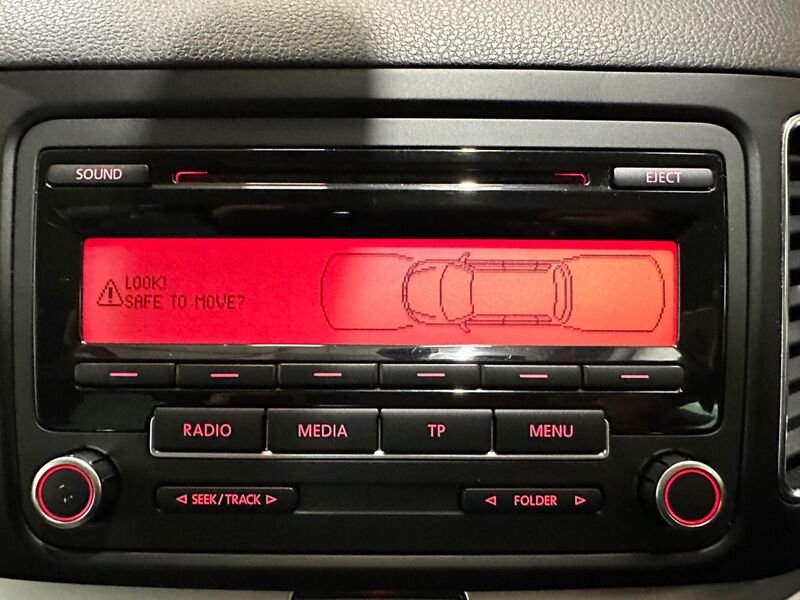 SOUND
EJECT
LOOK!
SAFE TO MOVE?
RADIO
MEDIA
TP
MENU
SEEK/TRACK
FOLDER